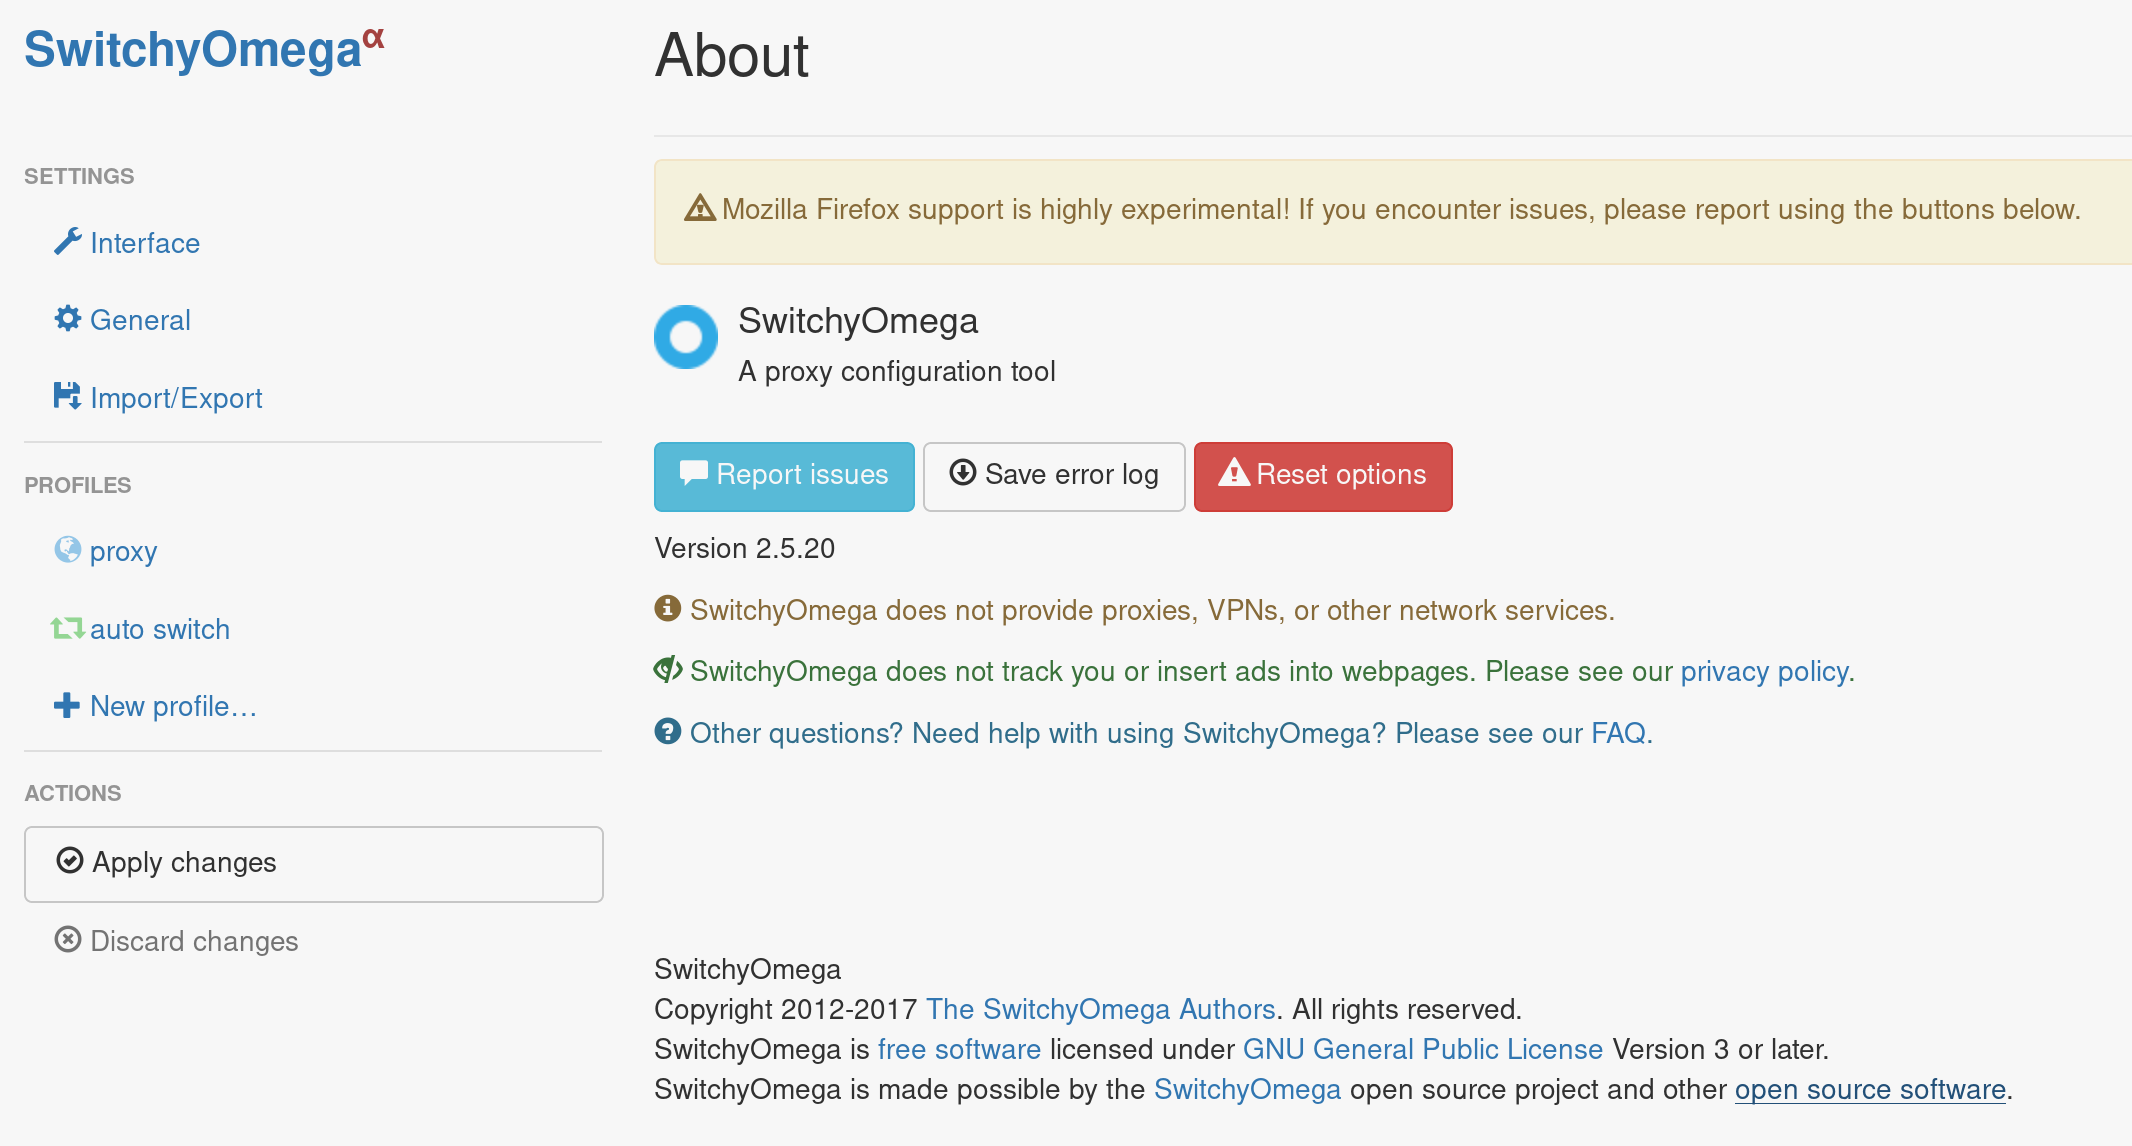 SwitchyOmegaα
SETTINGS
Interface
General
Import/Export
PROFILES
proxy
auto switch
New profile…
ACTIONS
Apply changes
Discard changes
About
Mozilla Firefox support is highly experimental! If you encounter issues, please report using the buttons below.
SwitchyOmega
A proxy configuration tool
Report issues
Save error log
Reset options
Version 2.5.20
SwitchyOmega does not provide proxies, VPNs, or other network services.
SwitchyOmega does not track you or insert ads into webpages. Please see our privacy policy.
Other questions? Need help with using SwitchyOmega? Please see our FAQ.
SwitchyOmega
Copyright 2012-2017 The SwitchyOmega Authors. All rights reserved.
SwitchyOmega is free software licensed under GNU General Public License Version 3 or later.
SwitchyOmega is made possible by the SwitchyOmega open source project and other open source software.